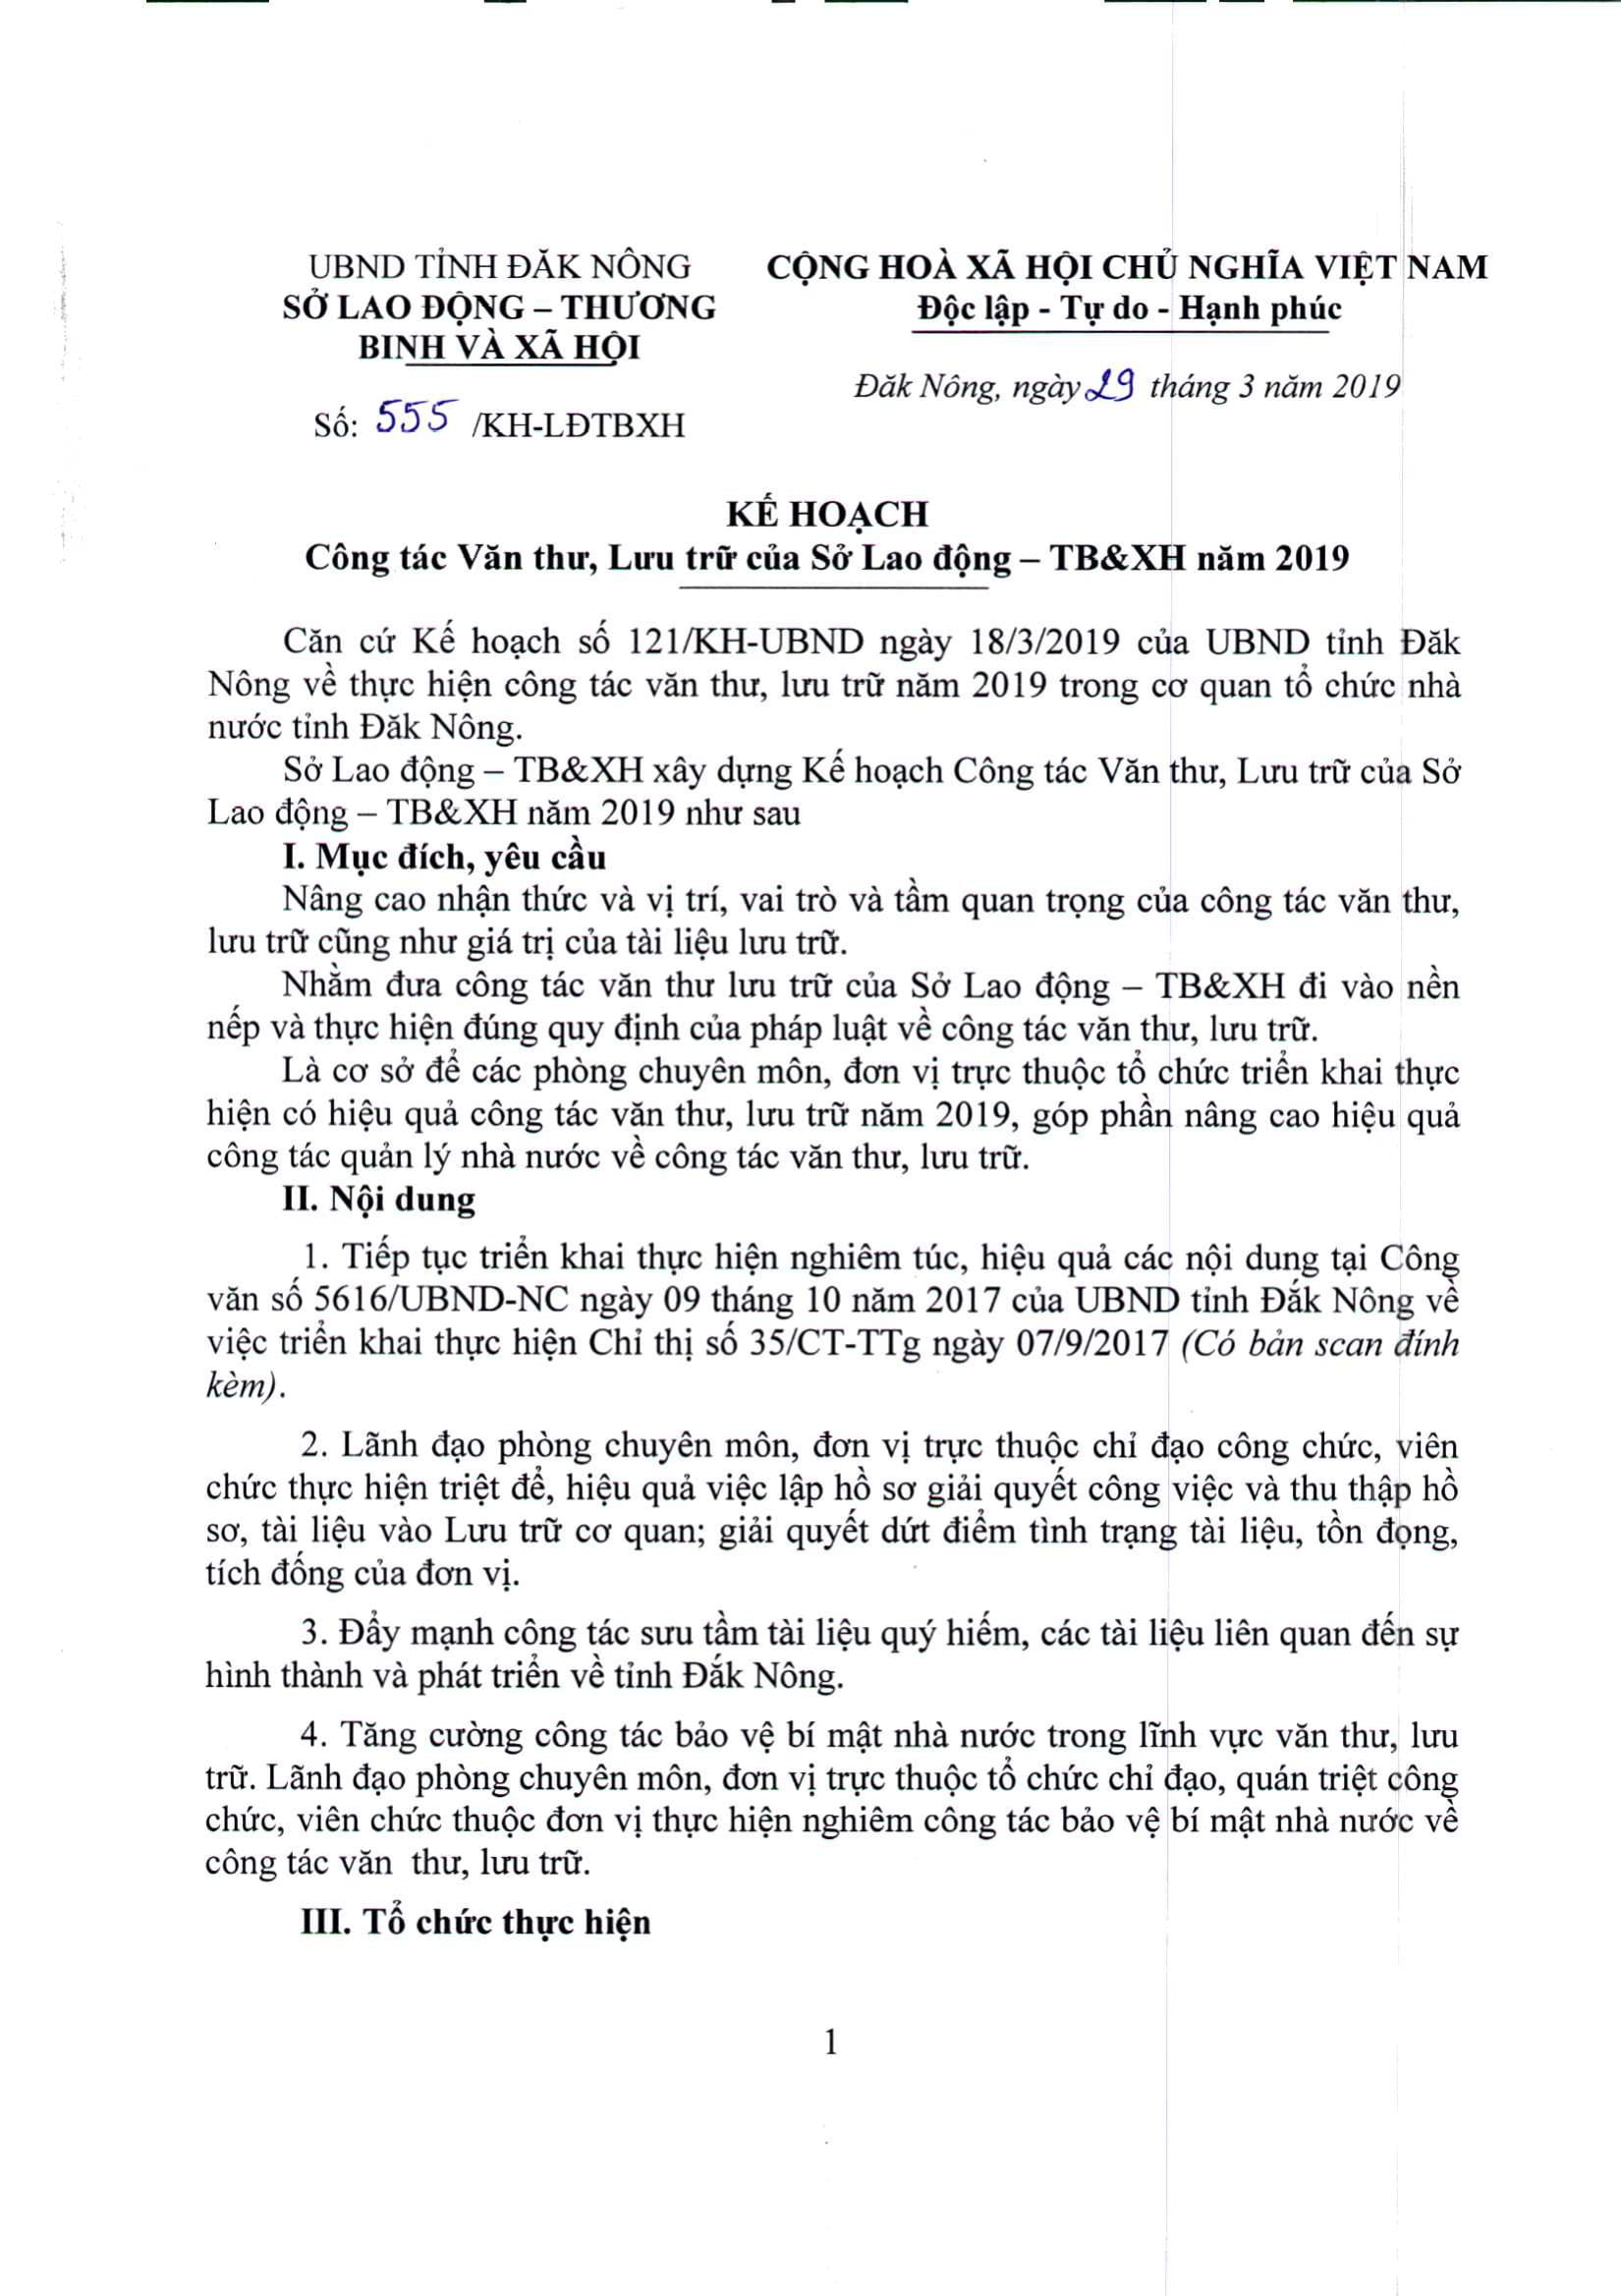 UBND TỈNH ĐĂK NÔNG
SỞ LAO ĐỘNG – THƯƠNG
BINH VÀ XÃ HỘI
Số: 555 /KH-LĐTBXH
CỘNG HOÀ XÃ HỘI CHỦ NGHĨA VIỆT NAM
Độc lập - Tự do - Hạnh phúc
Đăk Nông, ngày 29 tháng 3 năm 2019
KẾ HOẠCH
Công tác Văn thư, Lưu trữ của Sở Lao động – TB&XH năm 2019
Căn cứ Kế hoạch số 121/KH-UBND ngày 18/3/2019 của UBND tỉnh Đăk
Nông về thực hiện công tác văn thư, lưu trữ năm 2019 trong cơ quan tổ chức nhà
nước tỉnh Đăk Nông.
Sở Lao động – TB&XH xây dựng Kế hoạch Công tác Văn thư, Lưu trữ của Sở
Lao động – TB&XH năm 2019 như sau
I. Mục đích, yêu cầu
Nâng cao nhận thức và vị trí, vai trò và tầm quan trọng của công tác văn thư,
lưu trữ cũng như giá trị của tài liệu lưu trữ.
Nhằm đưa công tác văn thư lưu trữ của Sở Lao động – TB&XH đi vào nền
nếp và thực hiện đúng quy định của pháp luật về công tác văn thư, lưu trữ.
Là cơ sở để các phòng chuyên môn, đơn vị trực thuộc tổ chức triển khai thực
hiện có hiệu quả công tác văn thư, lưu trữ năm 2019, góp phần nâng cao hiệu quả
công tác quản lý nhà nước về công tác văn thư, lưu trữ.
II. Nội dung
1. Tiếp tục triển khai thực hiện nghiêm túc, hiệu quả các nội dung tại Công
văn số 5616/UBND-NC ngày 09 tháng 10 năm 2017 của UBND tỉnh Đắk Nông về
việc triển khai thực hiện Chỉ thị số 35/CT-TTg ngày 07/9/2017 (Có bản scan đính
kèm).
2. Lãnh đạo phòng chuyên môn, đơn vị trực thuộc chỉ đạo công chức, viên
chức thực hiện triệt để, hiệu quả việc lập hồ sơ giải quyết công việc và thu thập hồ
sơ, tài liệu vào Lưu trữ cơ quan; giải quyết dứt điểm tình trạng tài liệu, tồn đọng,
tích đống của đơn vị.
3. Đẩy mạnh công tác sưu tầm tài liệu quý hiếm, các tài liệu liên quan đến sự
hình thành và phát triển về tỉnh Đắk Nông.
4. Tăng cường công tác bảo vệ bí mật nhà nước trong lĩnh vực văn thư, lưu
trữ. Lãnh đạo phòng chuyên môn, đơn vị trực thuộc tổ chức chỉ đạo, quán triệt công
chức, viên chức thuộc đơn vị thực hiện nghiêm công tác bảo vệ bí mật nhà nước về
công tác văn  thư, lưu trữ.
III. Tổ chức thực hiện
1